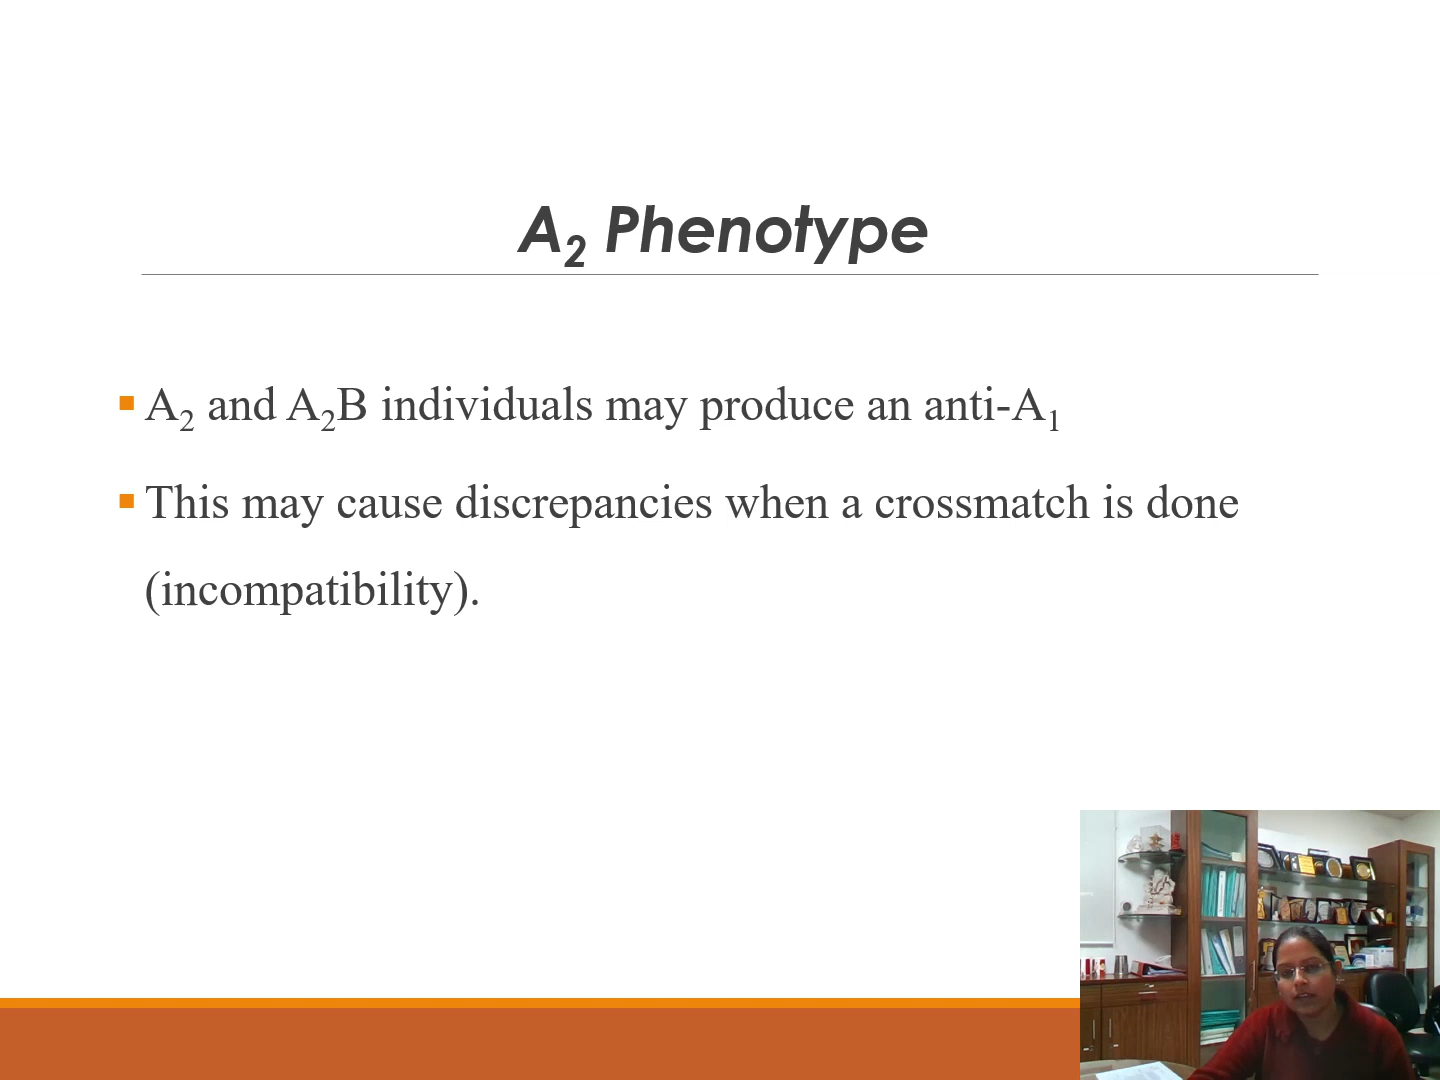 A₂ Phenotype
A₂ and A₂B individuals may produce an anti-A₁
This may cause discrepancies when a crossmatch is done
(incompatibility).